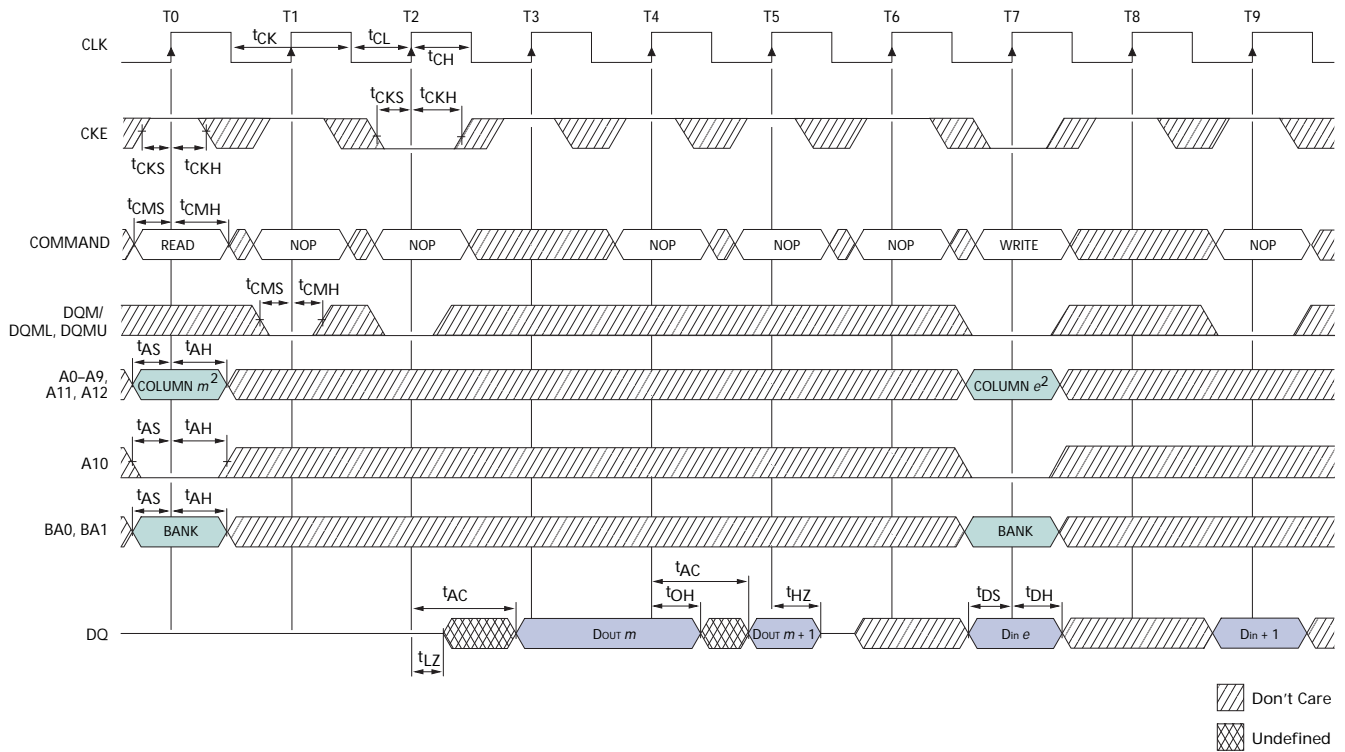 T0 T1 T2 T3 T4 T5 T6 T7 T8 T9
CLK
tCK
tCL
tCH
tCKS tCKH
CKE
tCKS tCKH
tCMS tCMH
COMMAND READ NOP NOP NOP NOP NOP WRITE NOP
tCMS tCMH
DQM/
DQML, DQMU
tAS tAH
A0–A9,
A11, A12
COLUMN m2
COLUMN e2
tAS tAH
A10
tAS tAH
BA0, BA1 BANK BANK
tAC
tAC
tOH
tHZ
tDS tDH
DQ DOUT m DOUT m + 1 Din e Din + 1
tLZ
Don't Care
Undefined